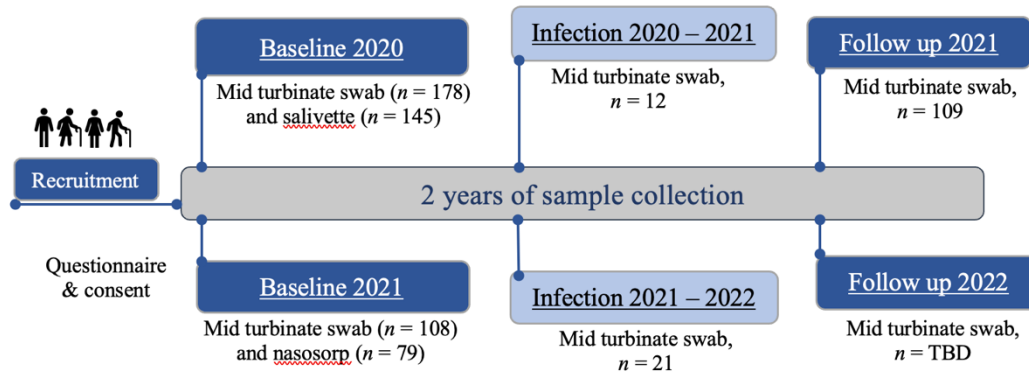 Baseline 2020
Mid turbinate swab (n = 178)
and salivette (n = 145)
Infection 2020 – 2021
Mid turbinate swab,
n = 12
Follow up 2021
Mid turbinate swab,
n = 109
Recruitment
2 years of sample collection
Questionnaire
& consent
Baseline 2021
Mid turbinate swab (n = 108)
and nasosorp (n = 79)
Infection 2021 – 2022
Mid turbinate swab,
n = 21
Follow up 2022
Mid turbinate swab,
n = TBD